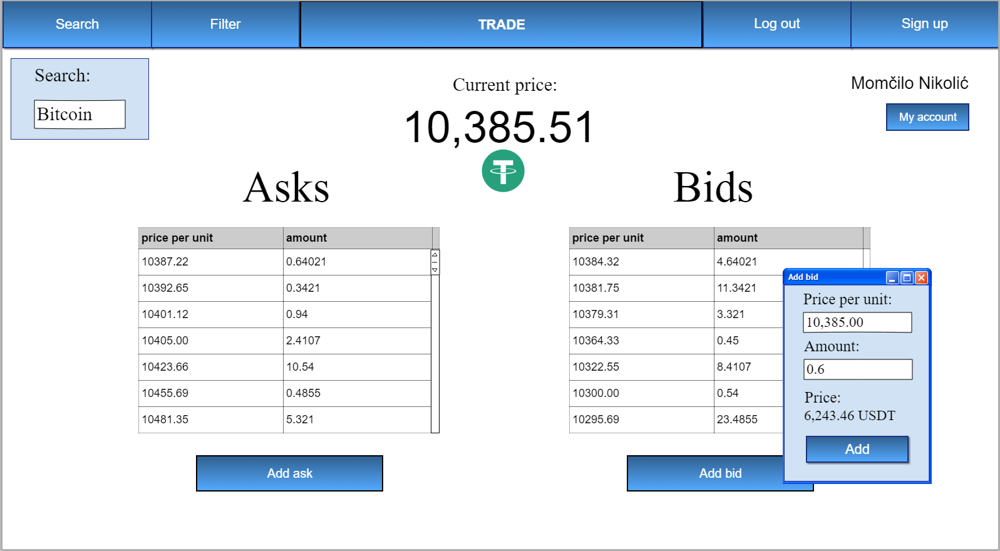 Search
Filter
TRADE
Log out
Sign up
Search:
Bitcoin
Current price:
10,385.51
Momčilo Nikolić
My account
Asks
price per unit amount
10387.22 0.64021
10392.65 0.3421
10401.12 0.94
10405.00 2.4107
10423.66 10.54
10455.69 0.4855
10481.35 5.321
Add ask
Bids
price per unit amount
10384.32 4.64021
10381.75 11.3421
10379.31 3.321
10364.33 0.45
10322.55 8.4107
10300.00 0.54
10295.69 23.4855
Add bid
Add bid
Price per unit:
10,385.00
Amount:
0.6
Price:
6,243.46 USDT
Add